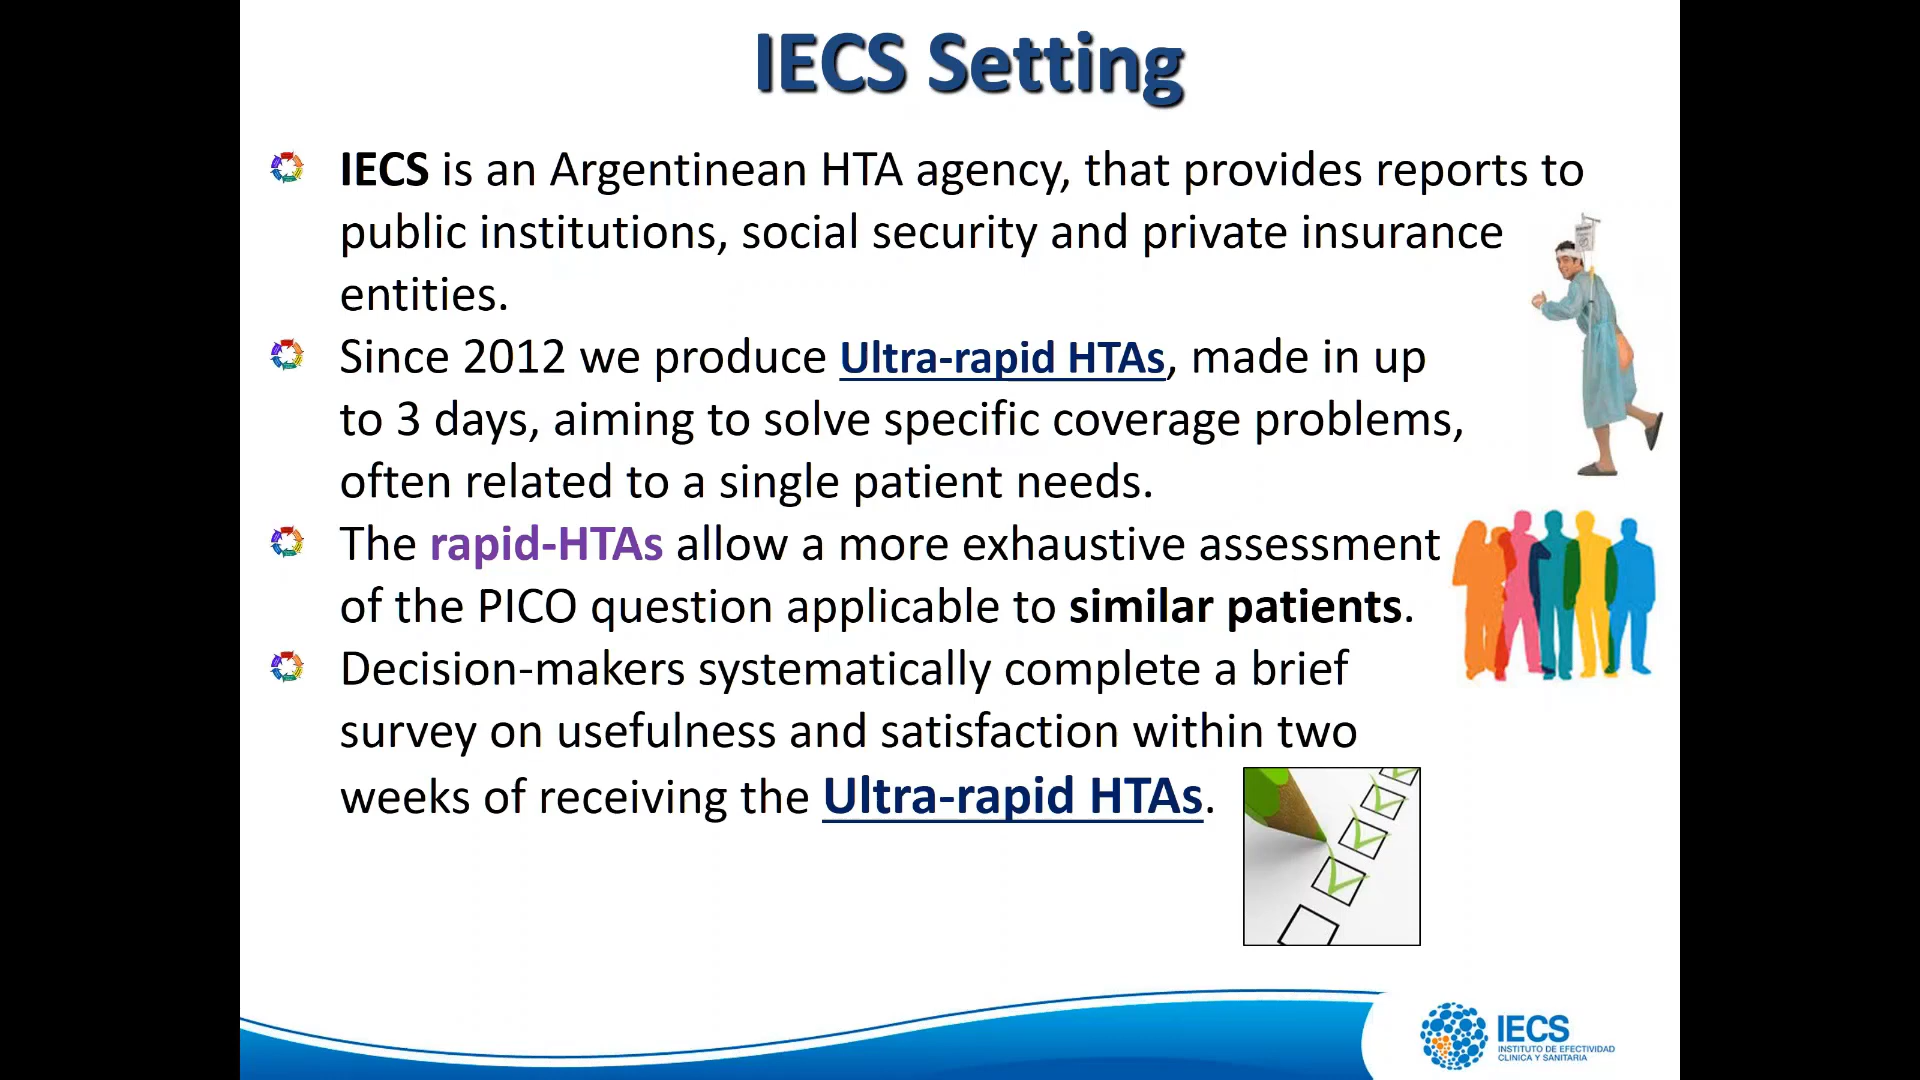 IECS Setting
IECS is an Argentinean HTA agency, that provides reports to
public institutions, social security and private insurance
entities.
Since 2012 we produce Ultra-rapid HTAs, made in up
to 3 days, aiming to solve specific coverage problems,
often related to a single patient needs.
The rapid-HTAs allow a more exhaustive assessment
of the PICO question applicable to similar patients.
Decision-makers systematically complete a brief
survey on usefulness and satisfaction within two
weeks of receiving the Ultra-rapid HTAs.
IECS
INSTITUTO DE EFECTIVIDAD
CLINICA Y SANITARIA